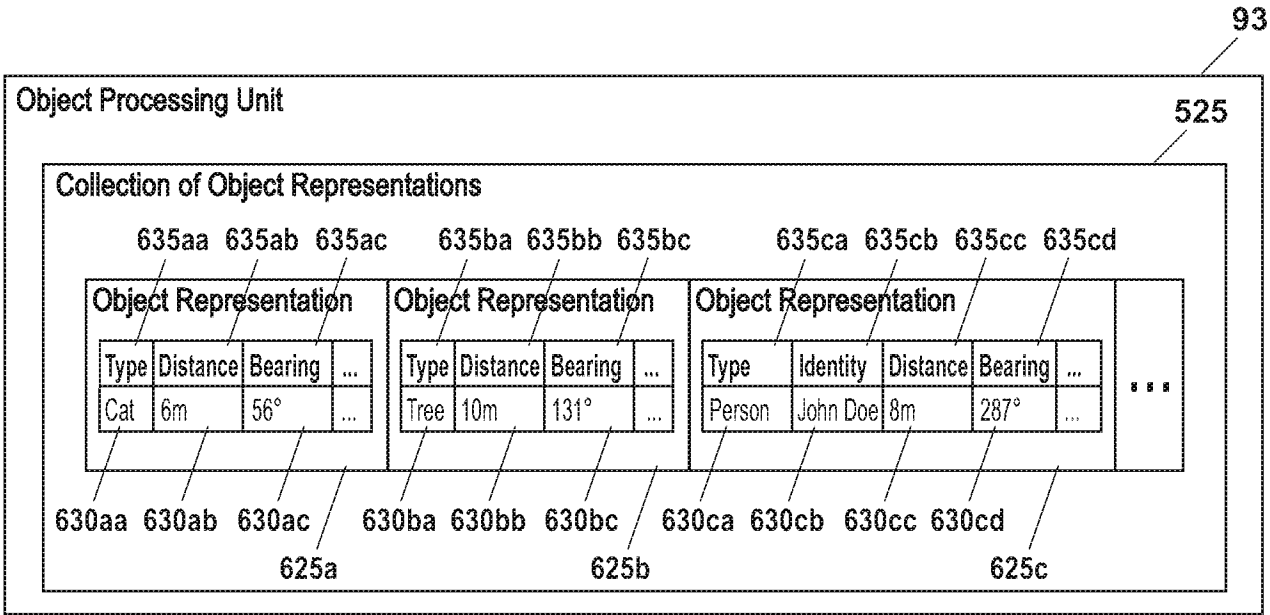 93
Object Processing Unit
525
Collection of Object Representations
635aa 635ab 635ac 635ba 635bb 635bc 635ca 635cb 635cc 635cd
Object Representation Object Representation Object Representation
Type Distance Bearing ... Type Distance Bearing ... Type Identity Distance Bearing ...
Cat 6m 56° ... Tree 10m 131° ... Person John Doe 8m 287° ...
630aa 630ab 630ac 630ba 630bb 630bc 630ca 630cb 630cc 630cd
625a 625b 625c